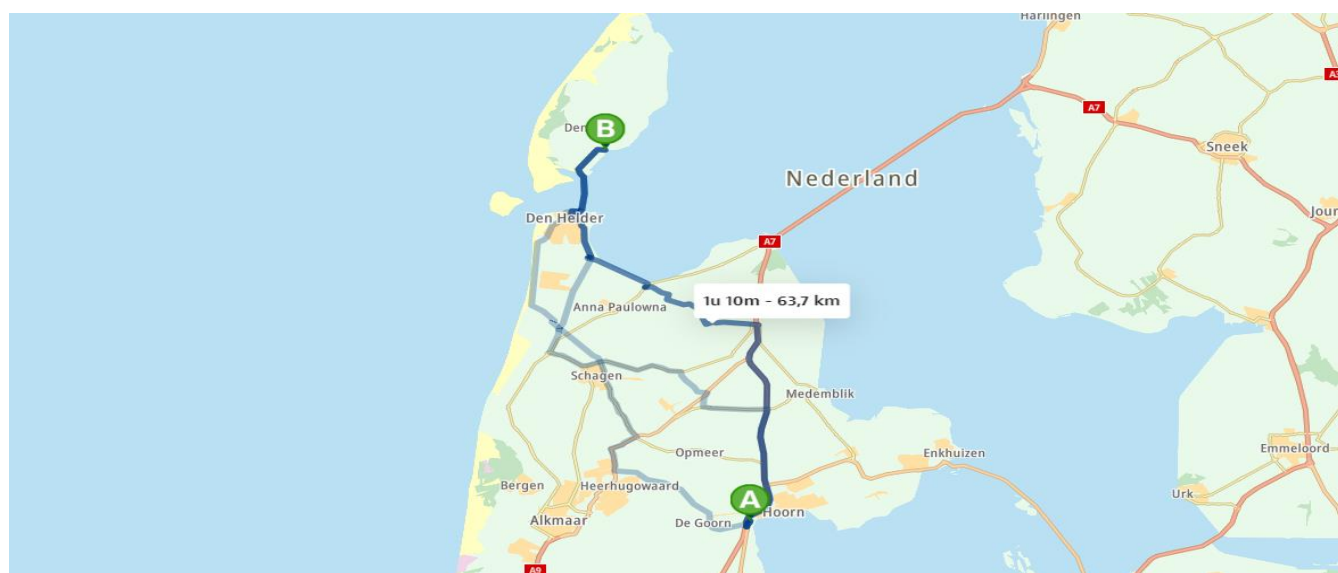 Harlingen
A7
Sneek
Den
B
Nederland
Jour
Den Helder
A7
1u 10m - 63,7 km
Anna Paulowna
Schagen
Medemblik
Opmeer
Enkhuizen
Emmeloord
Bergen
Heerhugowaard
A
Urk
Hoorn
Alkmaar
De Goorn
A9